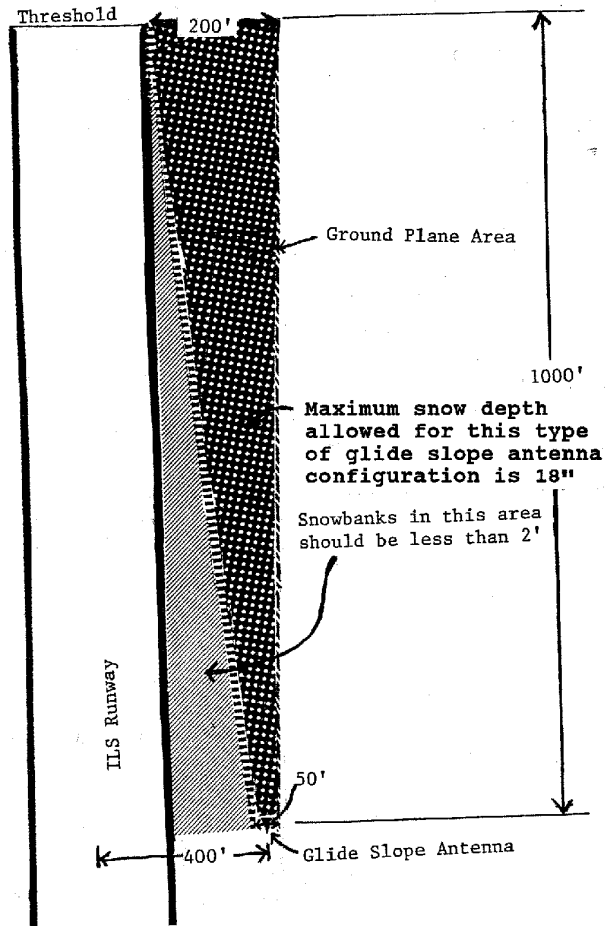 Threshold
200'
Ground Plane Area
1000'
Maximum snow depth
allowed for this type
of glide slope antenna
configuration is 18"
Snowbanks in this area
should be less than 2'
ILS Runway
50'
400'
Glide Slope Antenna